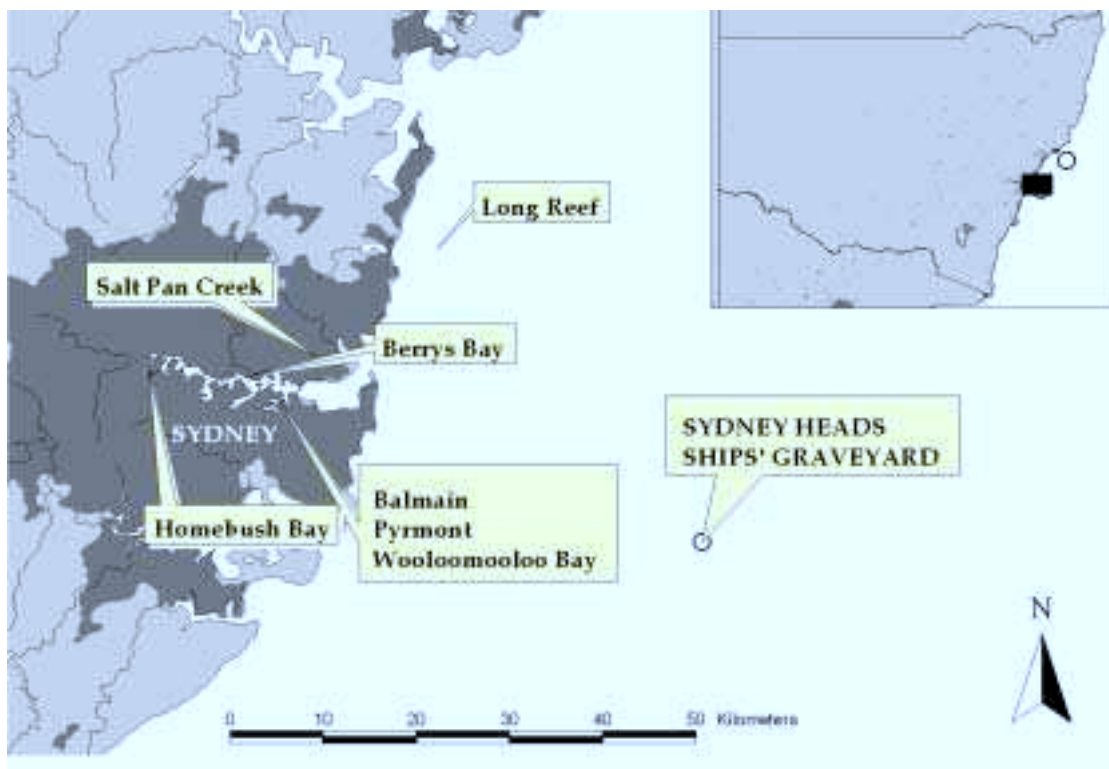 Long Reef
Salt Pan Creek
Berrys Bay
SYDNEY HEADS
SHIPS' GRAVEYARD
SYDNEY
Balmain
Pyrmont
Wooloomooloo Bay
Homebush Bay
N
0 10 20 30 40 50 Kilometers